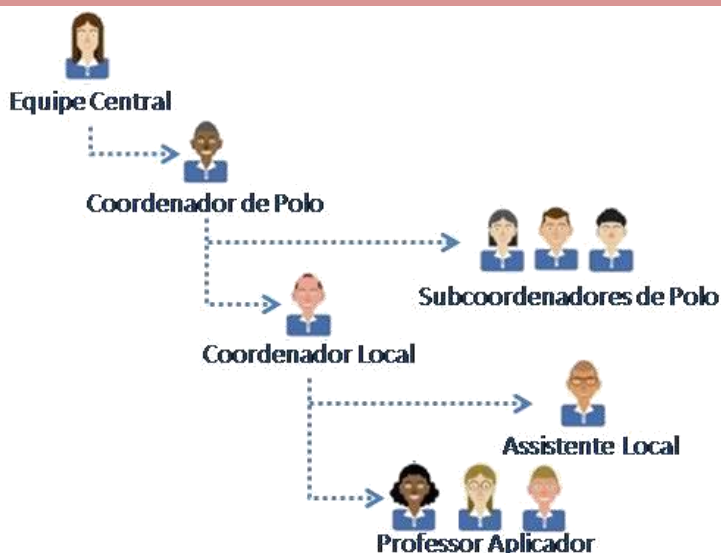 Equipe Central
Coordenador de Polo
Subcoordenadores de Polo
Coordenador Local
Assistente Local
Professor Aplicador